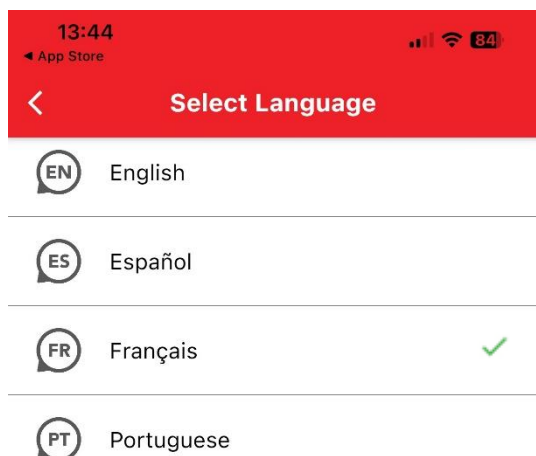 13:44
84
◀ App Store
Select Language
EN English
ES Español
FR Français
PT Portuguese